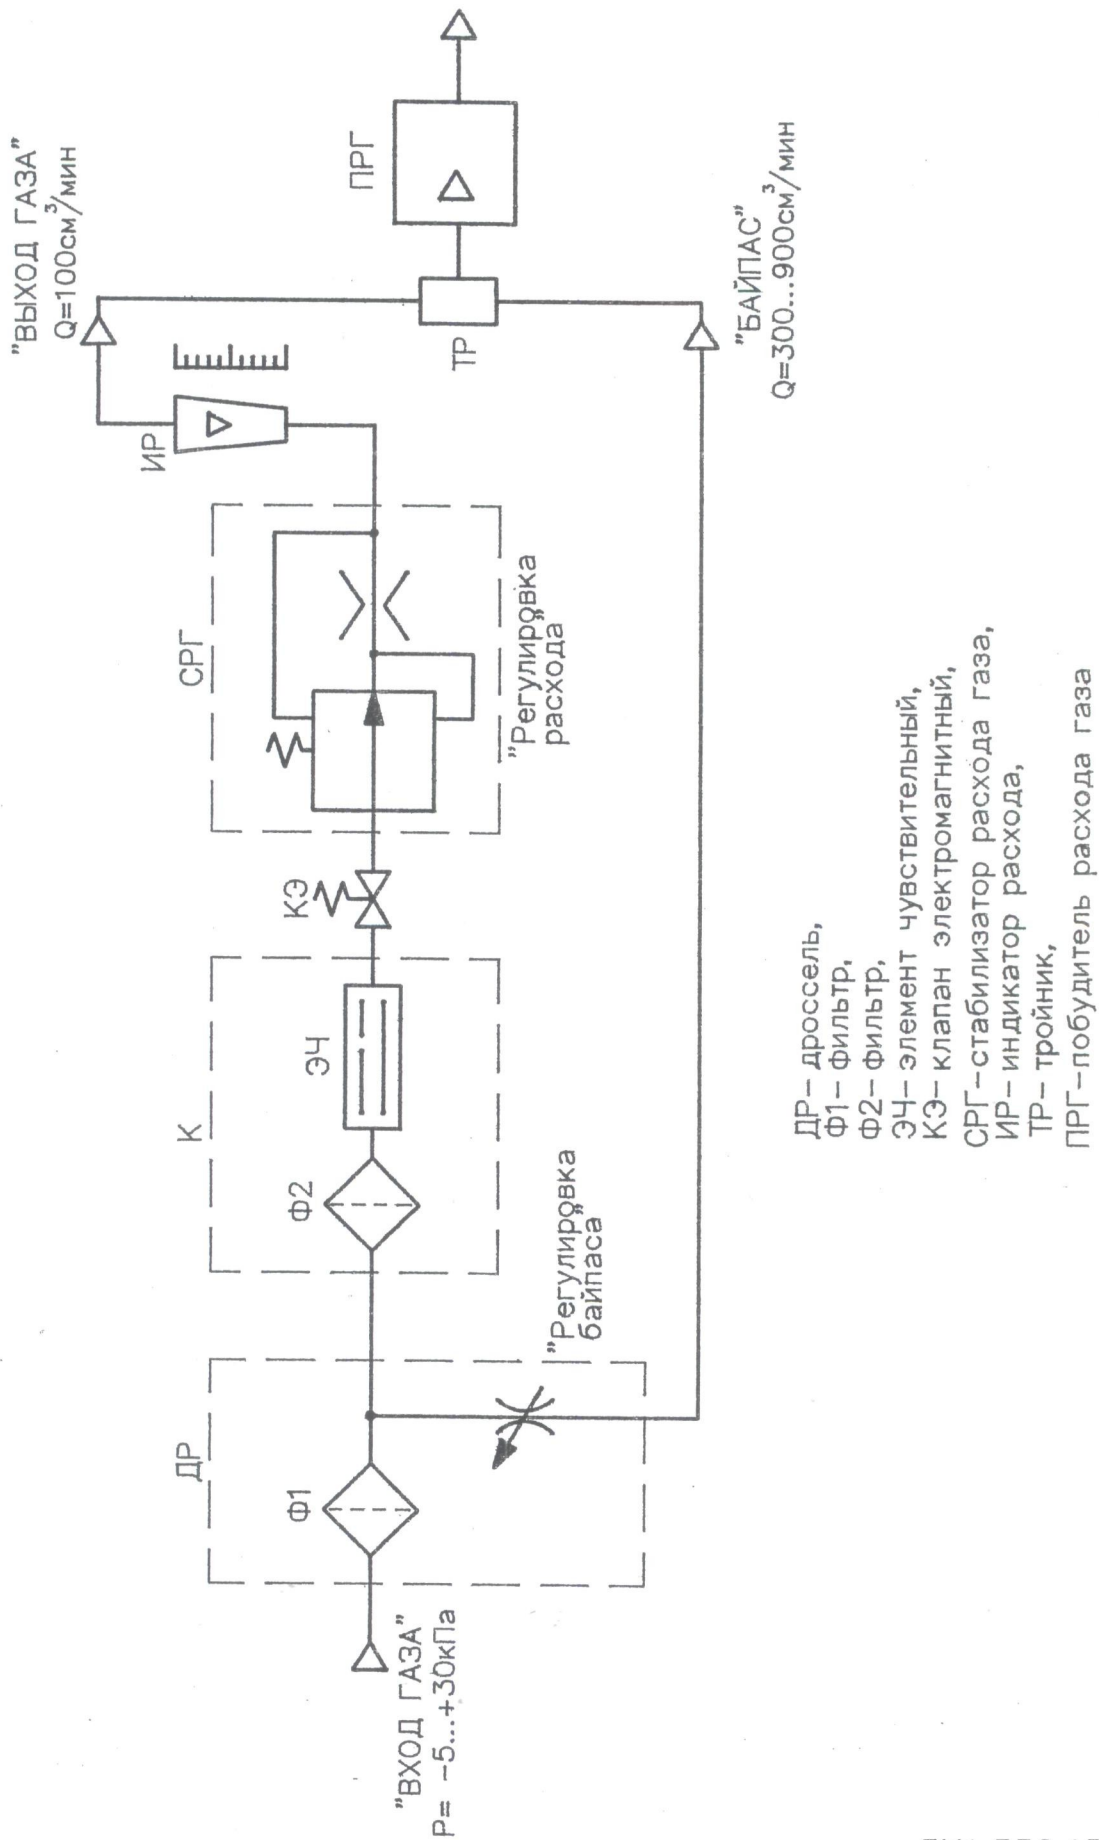 "ВХОД ГАЗА"
P= -5...+30кПа
ДР
Ф1
"Регулировка
байпаса"
К
Ф2
ЭЧ
КЭ
СРГ
"Регулировка
расхода"
ИР
"ВЫХОД ГАЗА"
Q=100см³/мин
ТР
ПРГ
"БАЙПАС"
Q=300...900см³/мин
ДР– дроссель,
Ф1– фильтр,
Ф2– фильтр,
ЭЧ– элемент чувствительный,
КЭ– клапан электромагнитный,
СРГ–стабилизатор расхода газа,
ИР– индикатор расхода,
ТР– тройник,
ПРГ–побудитель расхода газа